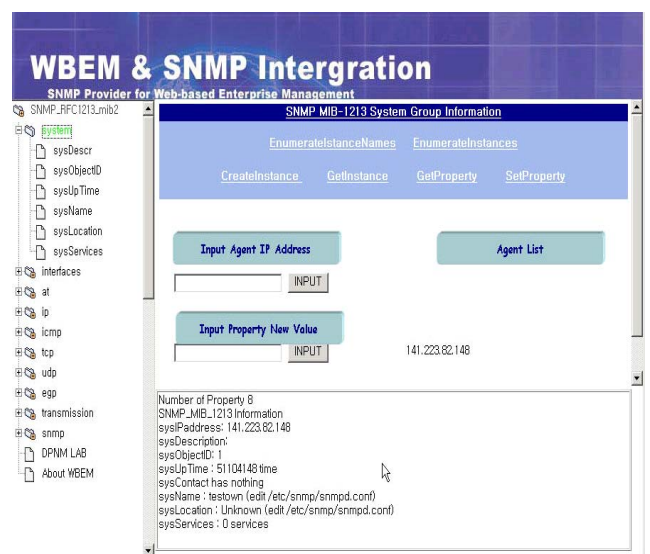 WBEM & SNMP Intergration
SNMP Provider for Web-based Enterprise Management
SNMP_RFC1213_mib2
system
sysDescr
sysObjectID
sysUpTime
sysName
sysLocation
sysServices
interfaces
at
ip
icmp
tcp
udp
egp
transmission
snmp
DPNM LAB
About WBEM
SNMP MIB-1213 System Group Information
EnumerateInstanceNames EnumerateInstances
CreateInstance GetInstance GetProperty SetProperty
Input Agent IP Address
INPUT
Agent List
Input Property New Value
INPUT
141.223.82.148
Number of Property 8
SNMP_MIB_1213 Information
sysIPaddress: 141.223.82.148
sysDescription:
sysObjectID: 1
sysUpTime : 51104148 time
sysContact has nothing
sysName : testown (edit /etc/snmp/snmpd.conf)
sysLocation : Unknown (edit /etc/snmp/snmpd.conf)
sysServices : 0 services